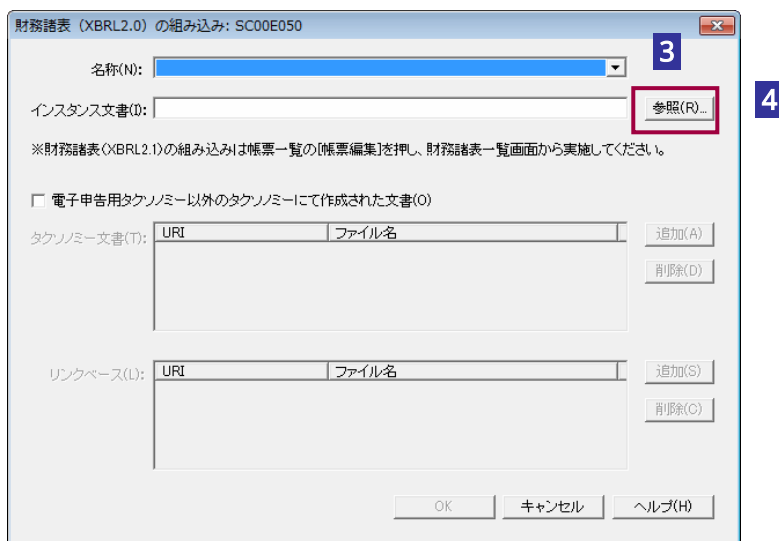 財務諸表（XBRL2.0）の組み込み: SC00E050
3
名称(N):
インスタンス文書(I):
参照(R)...
4
※財務諸表(XBRL2.1)の組み込みは帳票一覧の[帳票編集]を押し、財務諸表一覧画面から実施してください。
電子申告用タクソノミー以外のタクソノミーにて作成された文書(O)
タクソノミー文書(T):
URI ファイル名
追加(A)
削除(D)
リンクベース(L):
URI ファイル名
追加(S)
削除(C)
OK キャンセル ヘルプ(H)